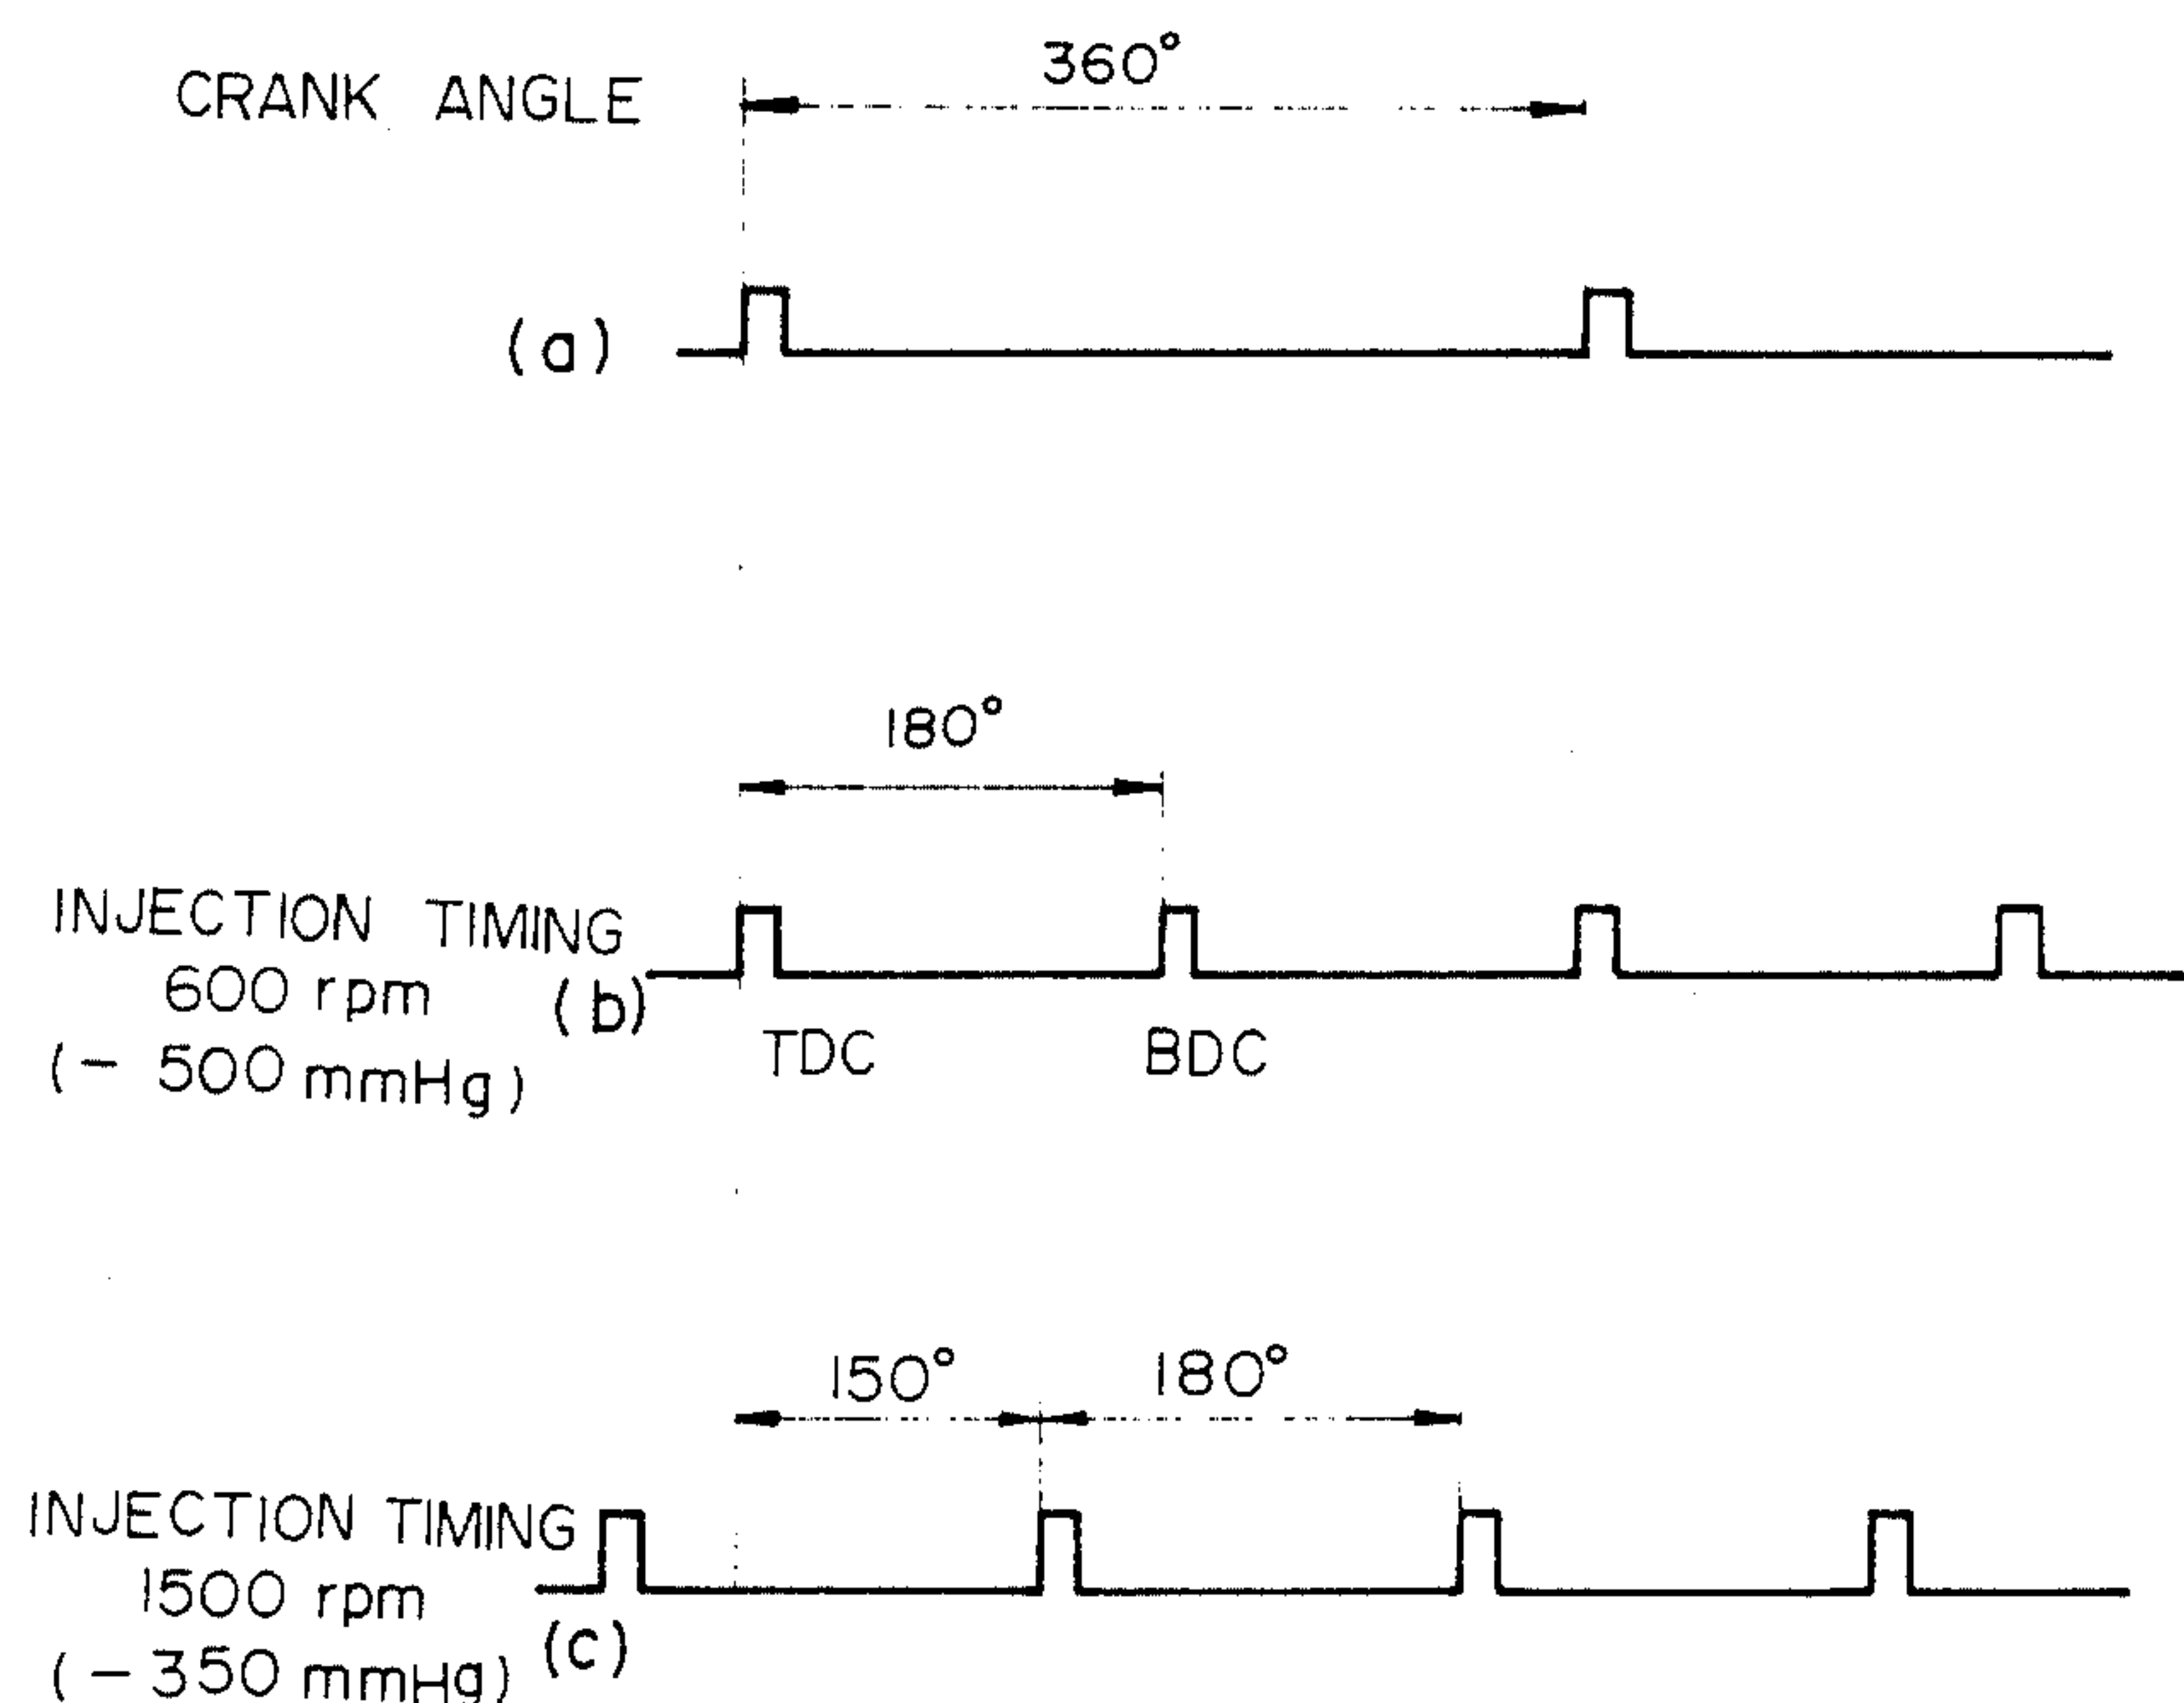 CRANK ANGLE
360°
(a)
180°
INJECTION TIMING
600 rpm
(b)
(- 500 mmHg)
TDC
BDC
150°
180°
INJECTION TIMING
1500 rpm
(c)
(-350 mmHg)